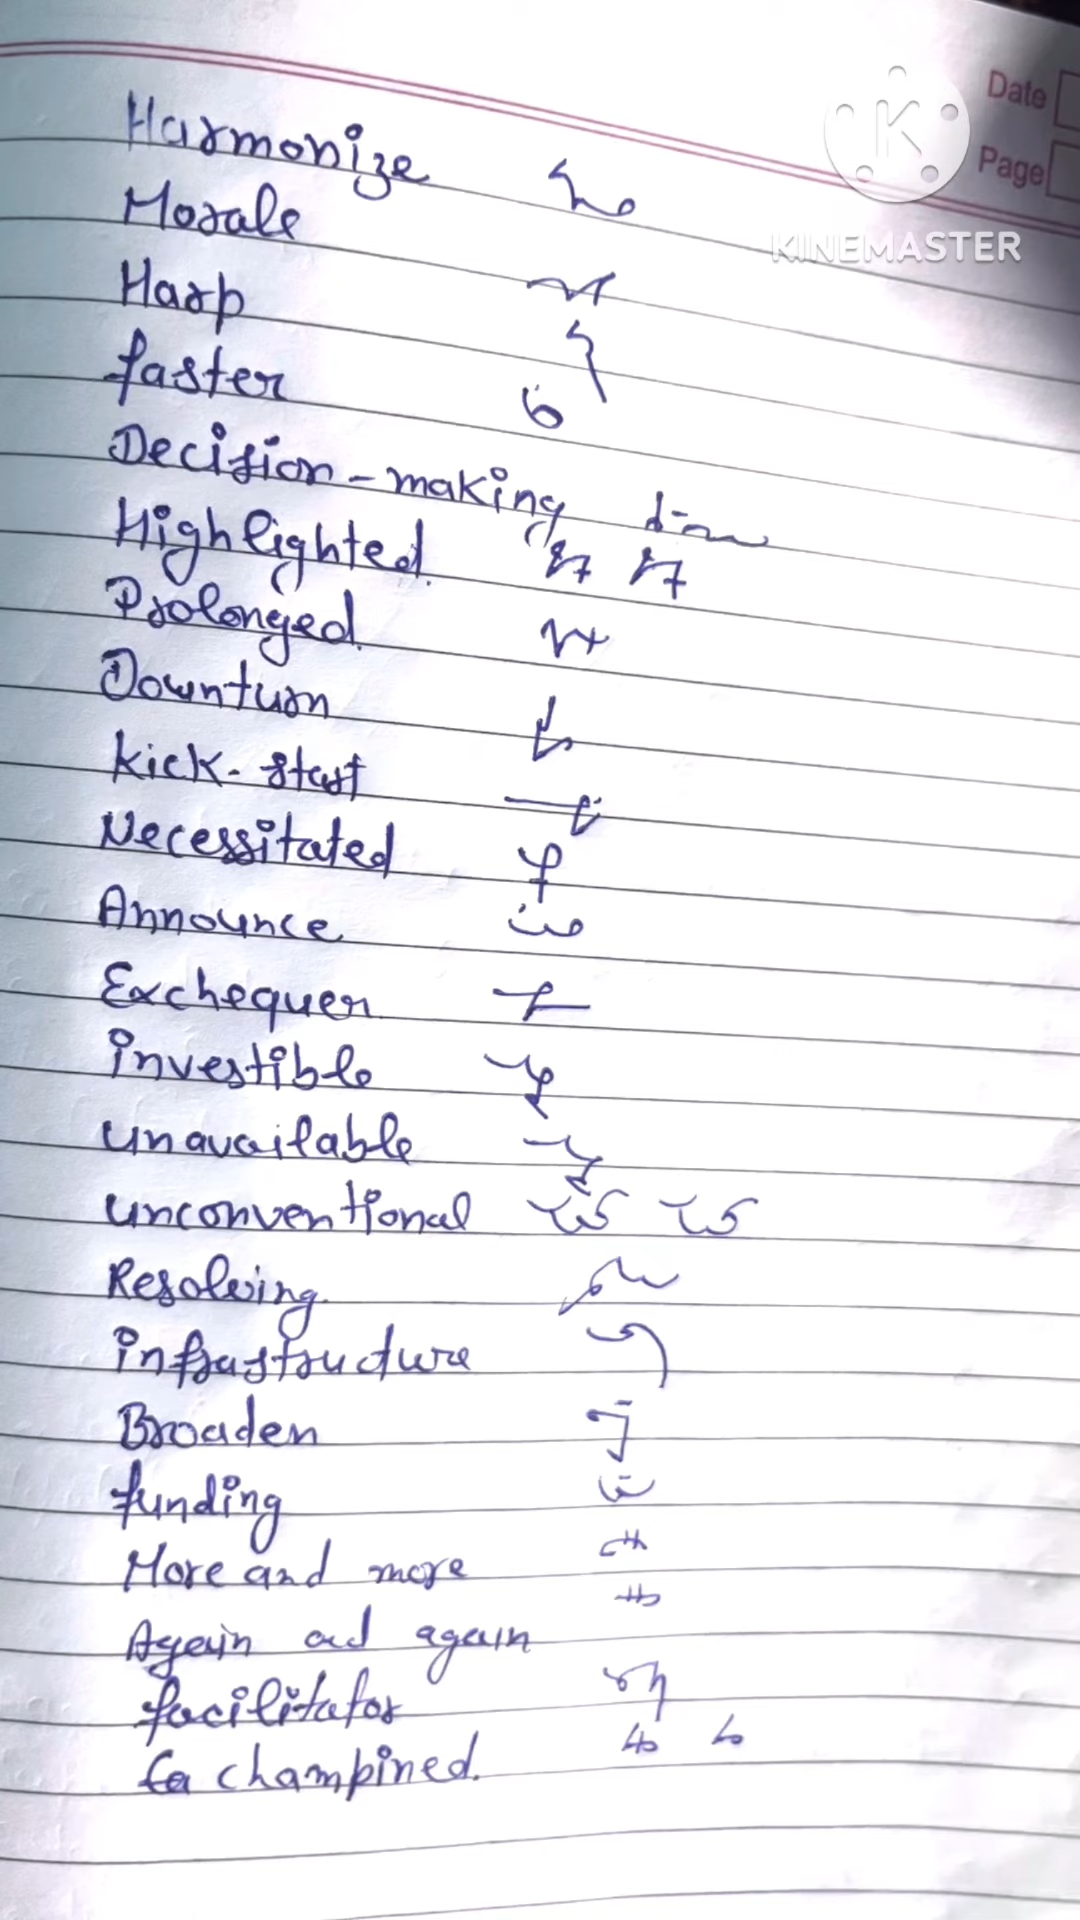 Date
Page
KINEMASTER
Harmonize
Morale
Harp
faster
Decision-making
Highlighted.
Prolonged
Downturn
Kick-start
Necessitated
Announce
Exchequer
Investible
Unavailable
Unconventional
Resolving
Infrastructure
Broaden
funding
More and more
Again ad again
facilitator
champined.